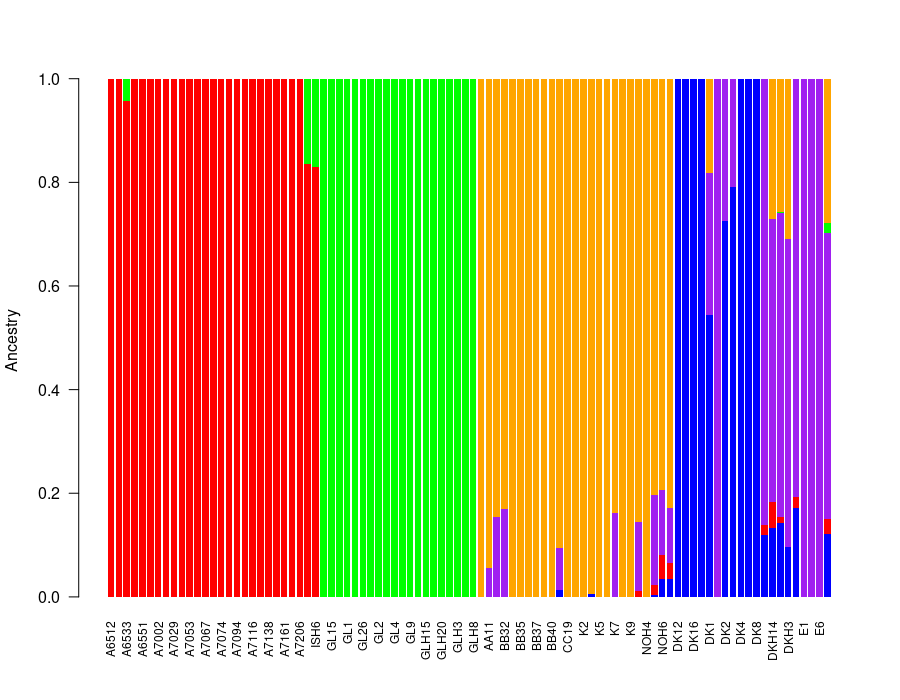 1.0
0.8
0.6
0.4
0.2
0.0
Ancestry
A6512
A6533
A6551
A7002
A7029
A7053
A7067
A7074
A7094
A7116
A7138
A7161
A7206
ISH6
GL15
GL1
GL26
GL2
GL4
GL9
GLH15
GLH20
GLH3
GLH8
AA11
BB32
BB35
BB37
BB40
CC19
K2
K5
K7
K9
NOH4
NOH6
DK12
DK16
DK1
DK2
DK4
DK8
DKH14
DKH3
E1
E6